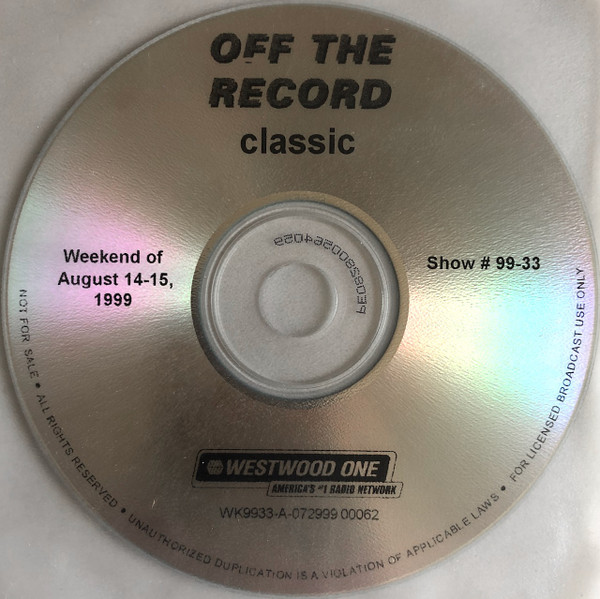 OFF THE
RECORD
classic
Weekend of
August 14-15,
1999
Show # 99-33
WESTWOOD ONE
AMERICA'S #1 RADIO NETWORK
WK9933-A-072999 00062
NOT FOR SALE • ALL RIGHTS RESERVED • UNAUTHORIZED DUPLICATION IS A VIOLATION OF APPLICABLE LAWS • FOR LICENSED BROADCAST USE ONLY